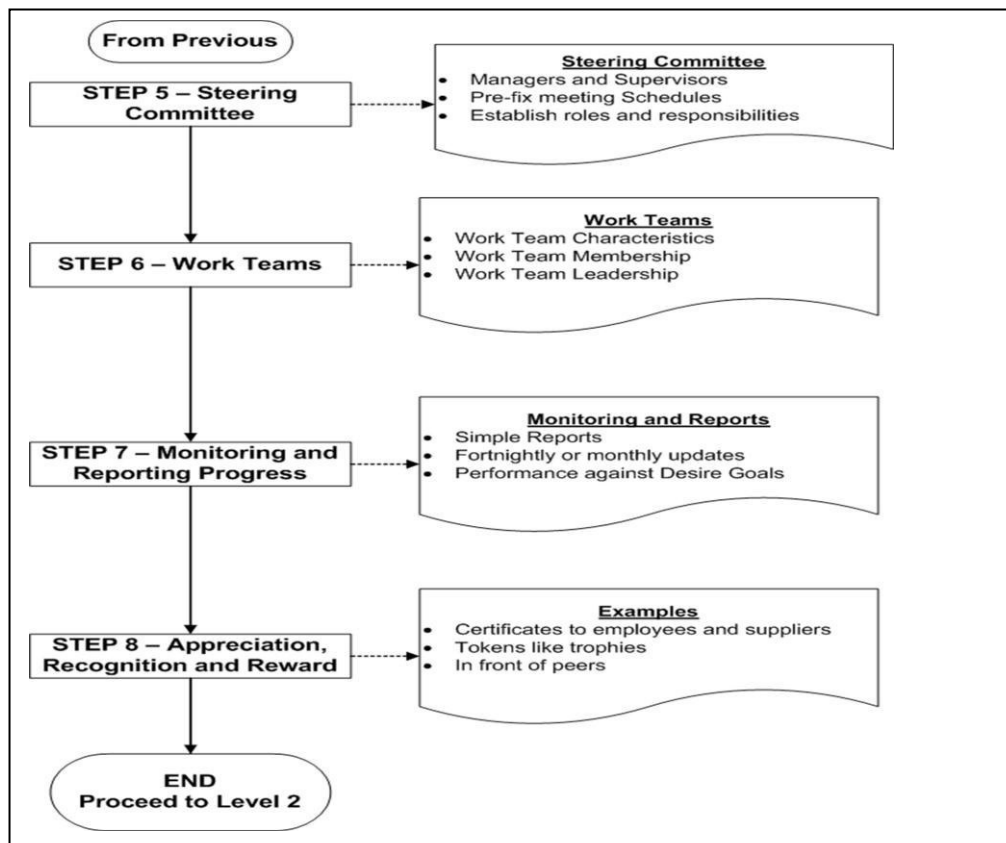 From Previous
STEP 5 – Steering
Committee
Steering Committee
• Managers and Supervisors
• Pre-fix meeting Schedules
• Establish roles and responsibilities
STEP 6 – Work Teams
Work Teams
• Work Team Characteristics
• Work Team Membership
• Work Team Leadership
STEP 7 – Monitoring and
Reporting Progress
Monitoring and Reports
• Simple Reports
• Fortnightly or monthly updates
• Performance against Desire Goals
STEP 8 – Appreciation,
Recognition and Reward
Examples
• Certificates to employees and suppliers
• Tokens like trophies
• In front of peers
END
Proceed to Level 2